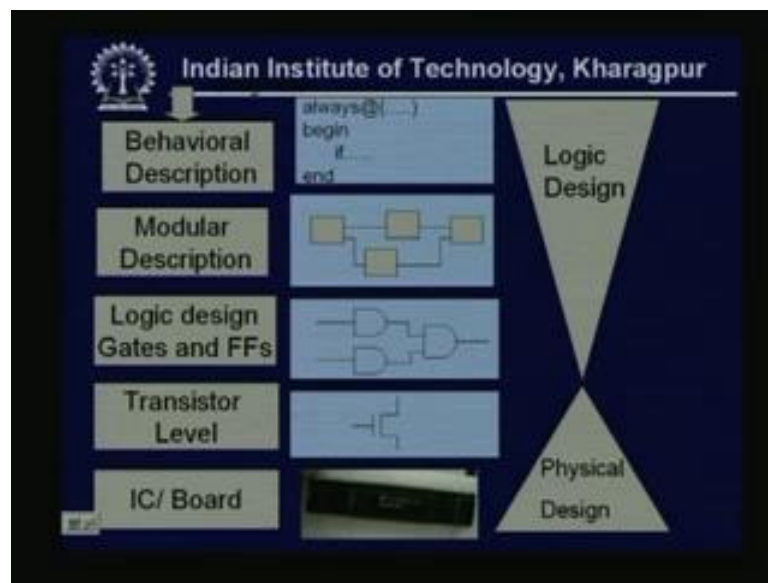 Indian Institute of Technology, Kharagpur
Behavioral
Description
always@(.....)
begin
if.....
end
Logic
Design
Modular
Description
Logic design
Gates and FFs
Transistor
Level
IC/ Board
Physical
Design